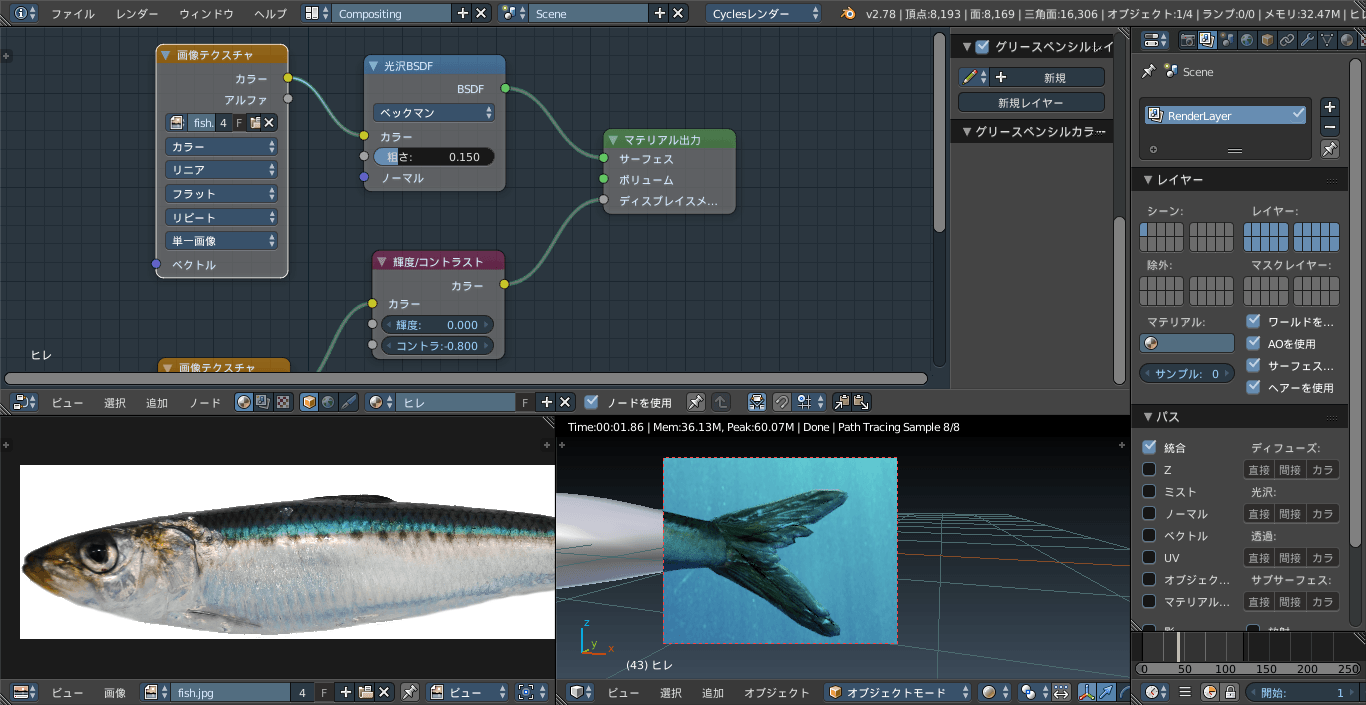 ファイル レンダー ウィンドウ ヘルプ Compositing Scene Cyclesレンダー v2.78 | 頂点:8,193 | 面:8,169 | 三角面:16,306 | オブジェクト:1/4 | ランプ:0/0 | メモリ:32.47M |
画像テクスチャ
カラー
アルファ
fish. 4 F
カラー
リニア
フラット
リピート
単一画像
ベクトル
光沢BSDF
BSDF
ベックマン
カラー
粗さ: 0.150
ノーマル
マテリアル出力
サーフェス
ボリューム
ディスプレイスメ...
輝度/コントラスト
カラー
カラー
輝度: 0.000
コントラ:-0.800
画像テクスチャ
ヒレ
グリースペンシルレイ
新規
新規レイヤー
グリースペンシルカラ
ビュー 選択 追加 ノード ヒレ F ノードを使用
Scene
RenderLayer
レイヤー
シーン: レイヤー:
除外: マスクレイヤー:
マテリアル: ワールドを...
AOを使用
サンプル: 0 サーフェス...
ヘアーを使用
パス
統合 ディフューズ:
Z 直接 間接 カラ
ミスト 光沢:
ノーマル 直接 間接 カラ
ベクトル 透過:
UV 直接 間接 カラ
オブジェク... サブサーフェス:
マテリアル... 直接 間接 カラ
Time:00:01.86 | Mem:36.13M, Peak:60.07M | Done | Path Tracing Sample 8/8
z
y
x
(43) ヒレ
ビュー 画像 fish.jpg 4 F ビュー
ビュー 選択 追加 オブジェクト オブジェクトモード
0 50 100 150 200 250
開始: 1